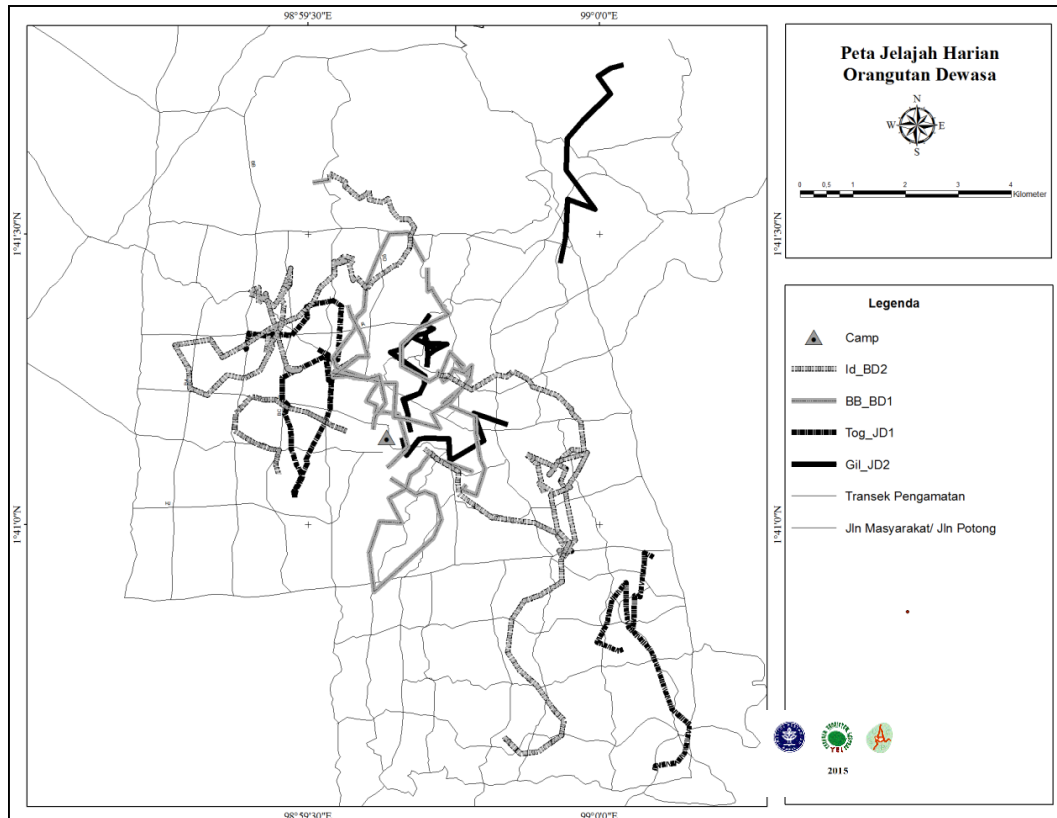 98°59'30"E
99°0'0"E
Peta Jelajah Harian
Orangutan Dewasa
N
W E
S
0 0,5 1 2 3 4
Kilometer
1°41'30"N
1°41'30"N
Legenda
Camp
Id_BD2
BB_BD1
Tog_JD1
Gil_JD2
Transek Pengamatan
Jln Masyarakat/ Jln Potong
1°41'0"N
1°41'0"N
2015
98°59'30"E
99°0'0"E